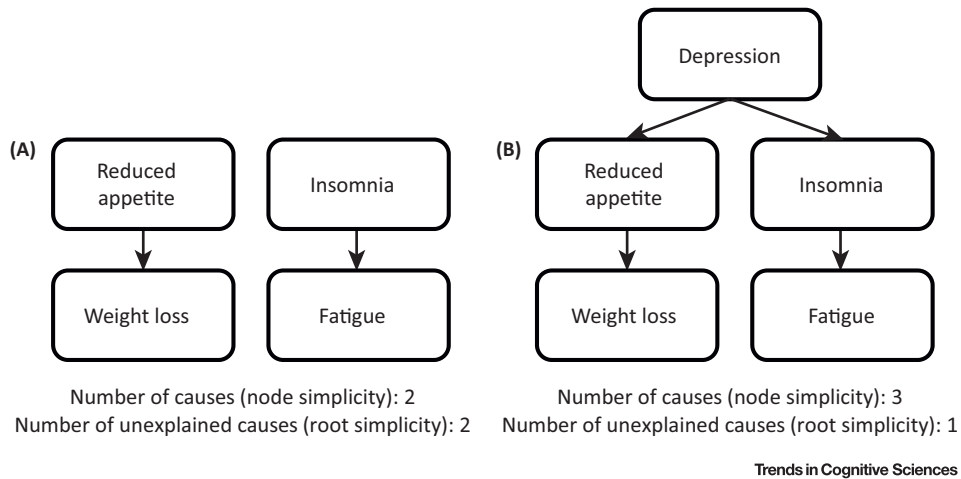 (A)
Reduced
appetite
Insomnia
Weight loss
Fatigue
Number of causes (node simplicity): 2
Number of unexplained causes (root simplicity): 2
Depression
(B)
Reduced
appetite
Insomnia
Weight loss
Fatigue
Number of causes (node simplicity): 3
Number of unexplained causes (root simplicity): 1
Trends in Cognitive Sciences